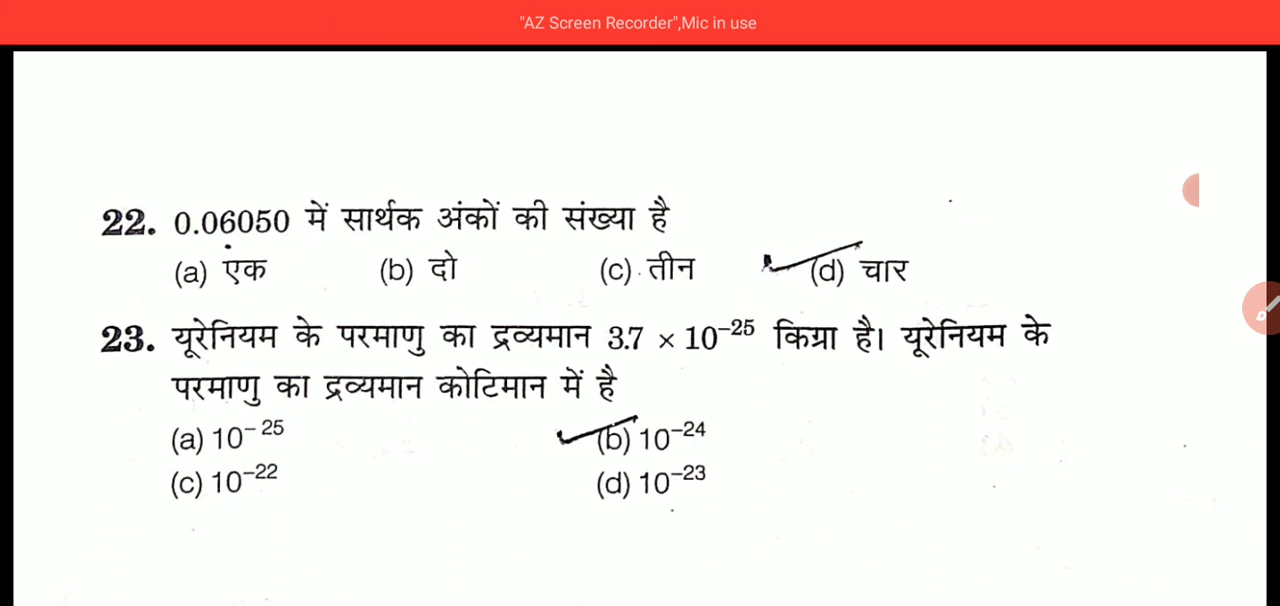 "AZ Screen Recorder",Mic in use
22. 0.06050 में सार्थक अंकों की संख्या है
(a) एक (b) दो (c) तीन (d) चार
23. यूरेनियम के परमाणु का द्रव्यमान 3.7 × 10⁻²⁵ किग्रा है। यूरेनियम के
परमाणु का द्रव्यमान कोटिमान में है
(a) 10⁻²⁵ (b) 10⁻²⁴
(c) 10⁻²² (d) 10⁻²³